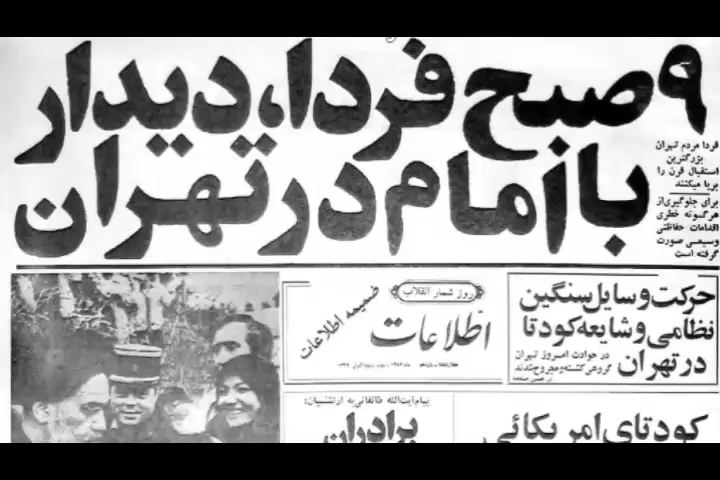 ۹ صبح فردا، دیدار
با امام در تهران
فردا مردم تهران
بزرگترین
استقبال قرن را
برپا میکنند
برای جلوگیری از
هرگونه خطری
اقدامات حفاظتی
وسیعی صورت
گرفته است
حرکت وسایل سنگین
نظامی و شایعه کودتا
در تهران
در حوادث امروز تهران
گروهی کشته و مجروح شدند
در همین صفحه
روز شمار انقلاب
ضمیمه اطلاعات
اطلاعات
پیام آیت‌الله طالقانی به ارتشیان:
برادران
کودتای امریکائی